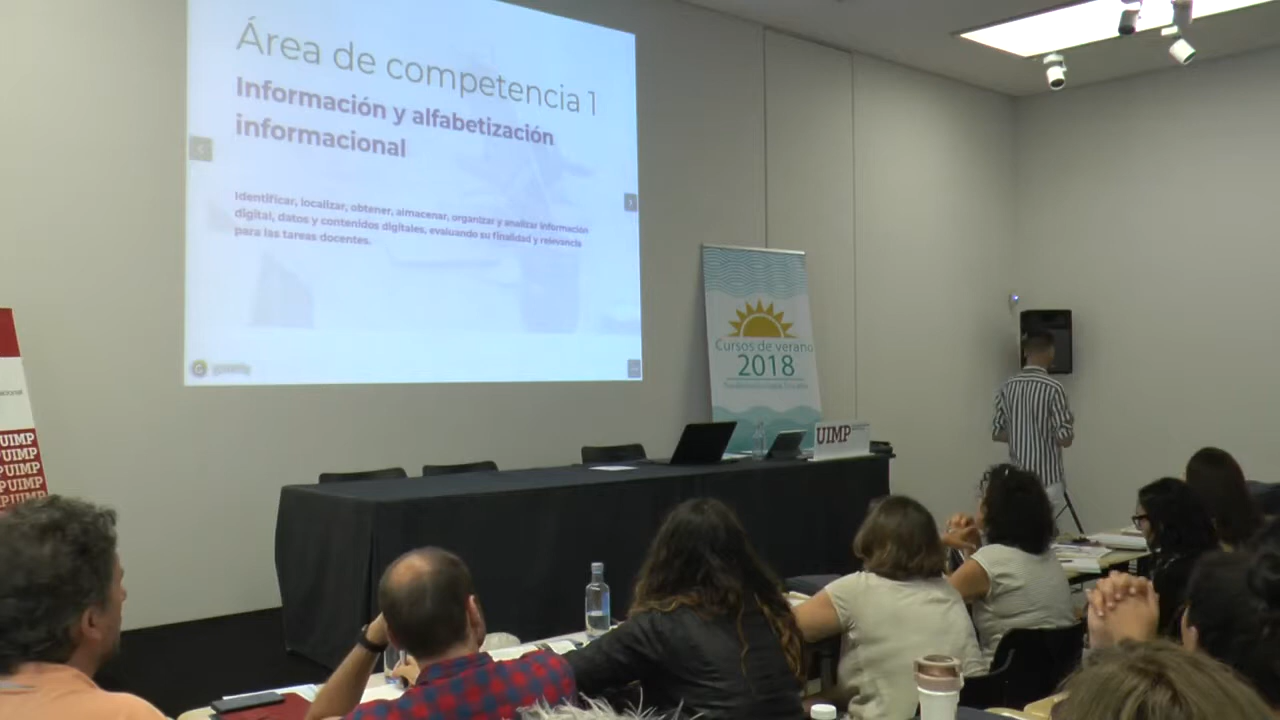 Área de competencia 1
Información y alfabetización
informacional
Identificar, localizar, obtener, almacenar, organizar y analizar información
digital, datos y contenidos digitales, evaluando su finalidad y relevancia
para las tareas docentes.
Cursos de verano
2018
UIMP
UIMP
UIMP
UIMP
UIMP
UIMP